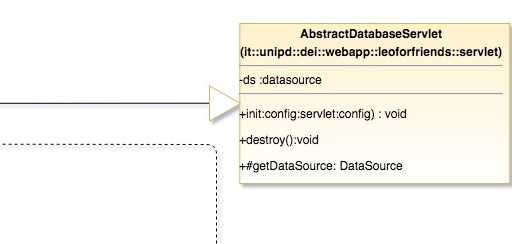 AbstractDatabaseServlet
(it::unipd::dei::webapp::leoforfriends::servlet)
-ds :datasource
+init:config:servlet:config) : void
+destroy():void
+#getDataSource: DataSource